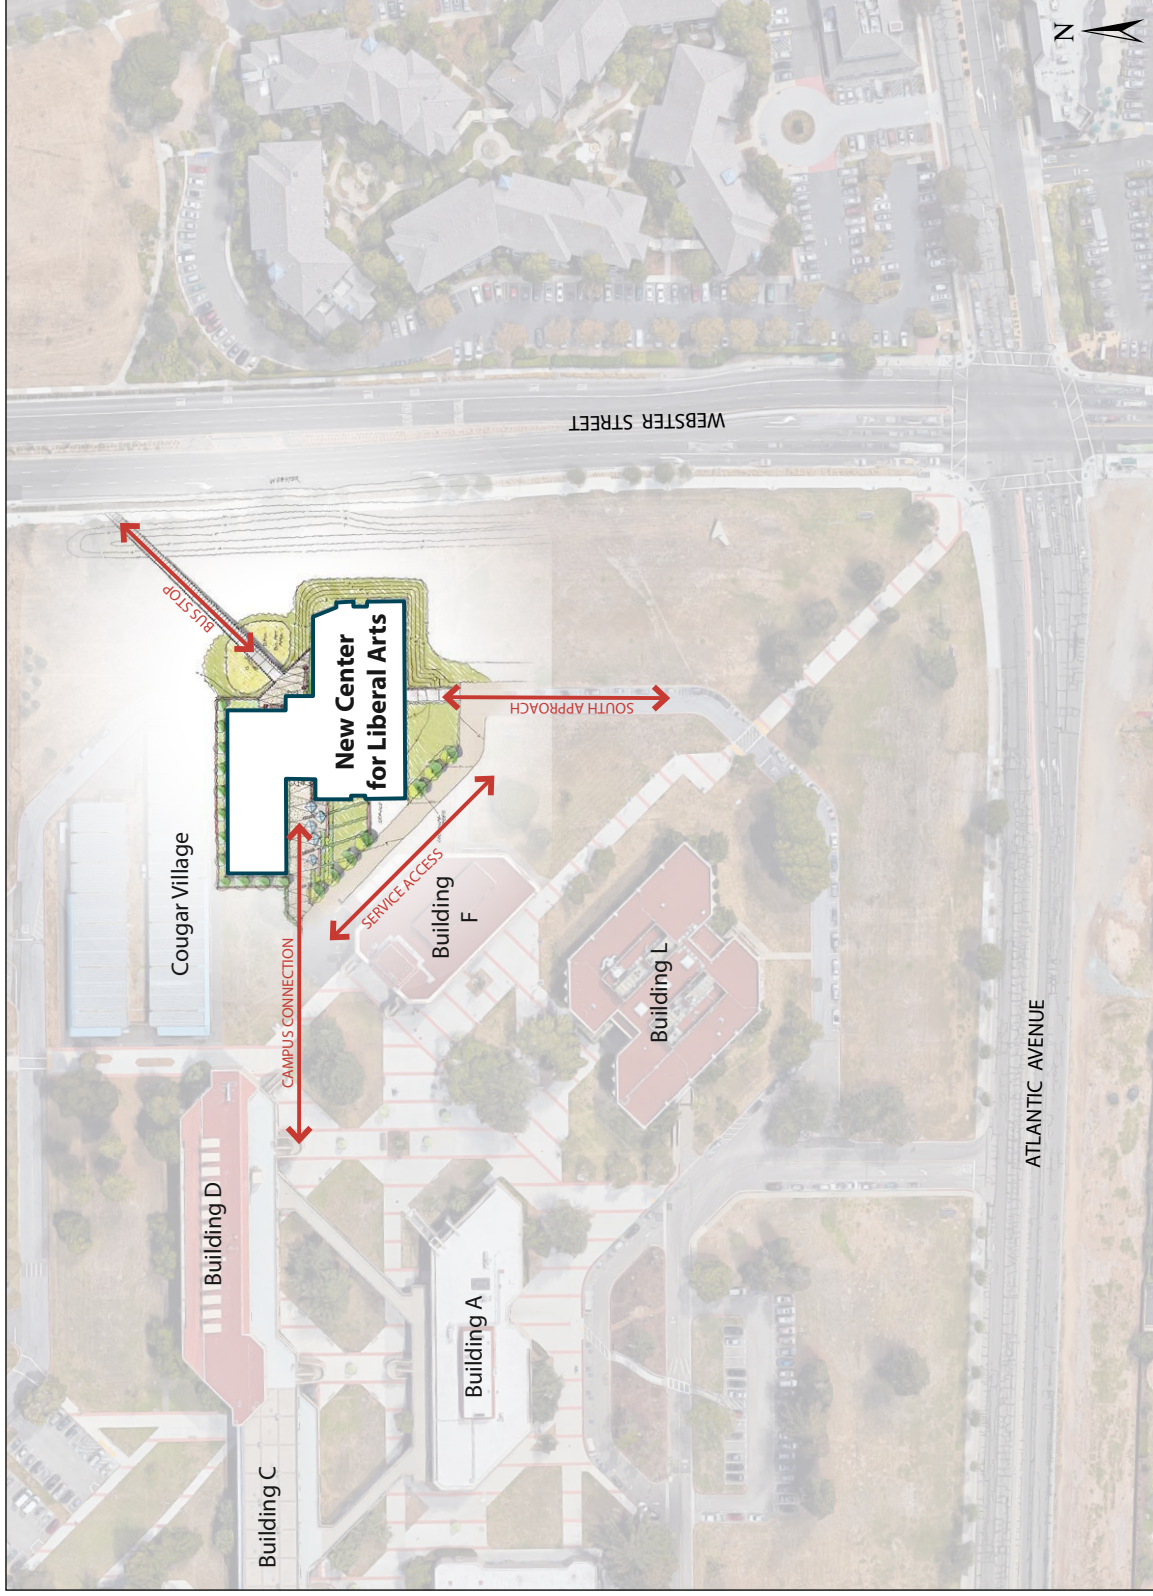 N
WEBSTER STREET
BUS STOP
New Center
for Liberal Arts
SOUTH APPROACH
Cougar Village
SERVICE ACCESS
Building
F
CAMPUS CONNECTION
Building L
Building D
Building A
Building C
ATLANTIC AVENUE